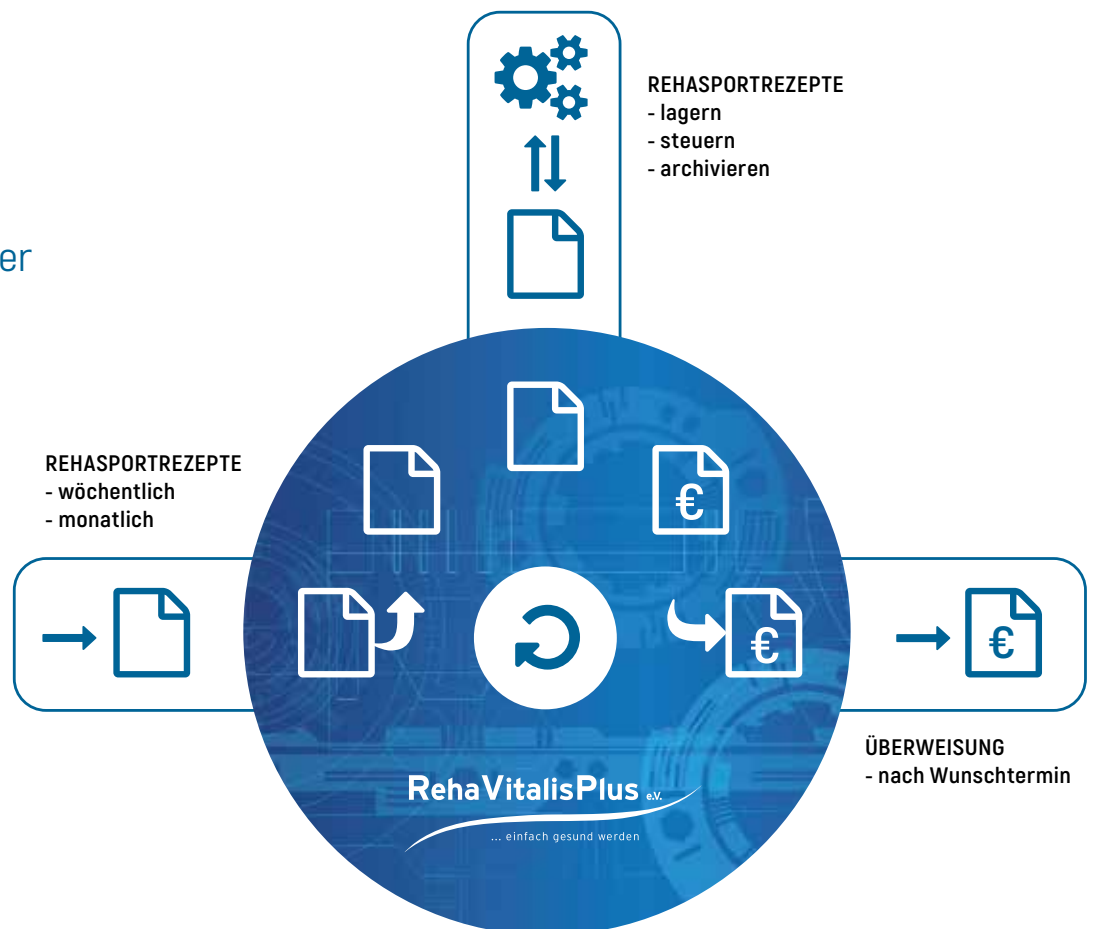 REHASPORTREZEPTE
- lagern
- steuern
- archivieren
er
REHASPORTREZEPTE
- wöchentlich
- monatlich
€
€
€
ÜBERWEISUNG
- nach Wunschtermin
RehaVitalisPlus e.V.
... einfach gesund werden